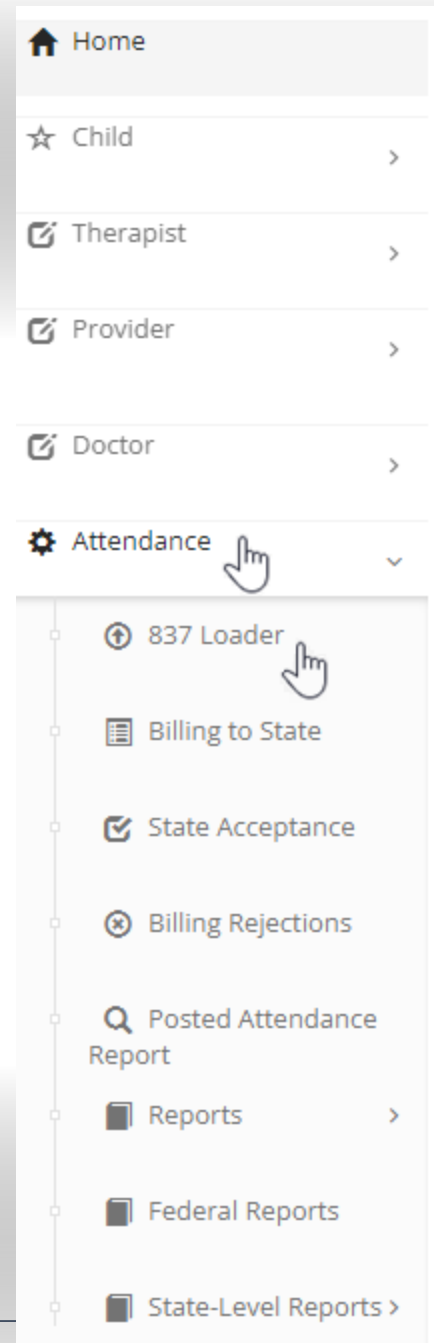 Home
Child
Therapist
Provider
Doctor
Attendance
837 Loader
Billing to State
State Acceptance
Billing Rejections
Posted Attendance
Report
Reports
Federal Reports
State-Level Reports